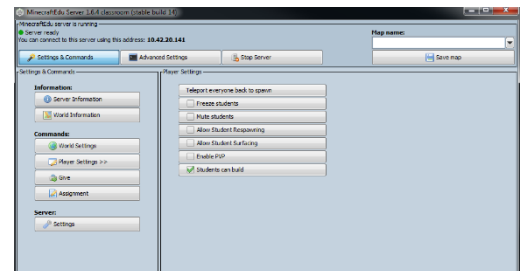 MinecraftEdu Server 1.6.4 classroom (stable build 14)
MinecraftEdu server is running
Server ready
You can connect to this server using this address: 10.42.20.141
Map name:
Settings & Commands
Advanced Settings
Stop Server
Save map
Settings & Commands
Player Settings
Information:
Server Information
World Information
Commands:
World Settings
Player Settings >>
Give
Assignment
Server:
Settings
Teleport everyone back to spawn
Freeze students
Mute students
Allow Student Respawning
Allow Student Surfacing
Enable PVP
Students can build